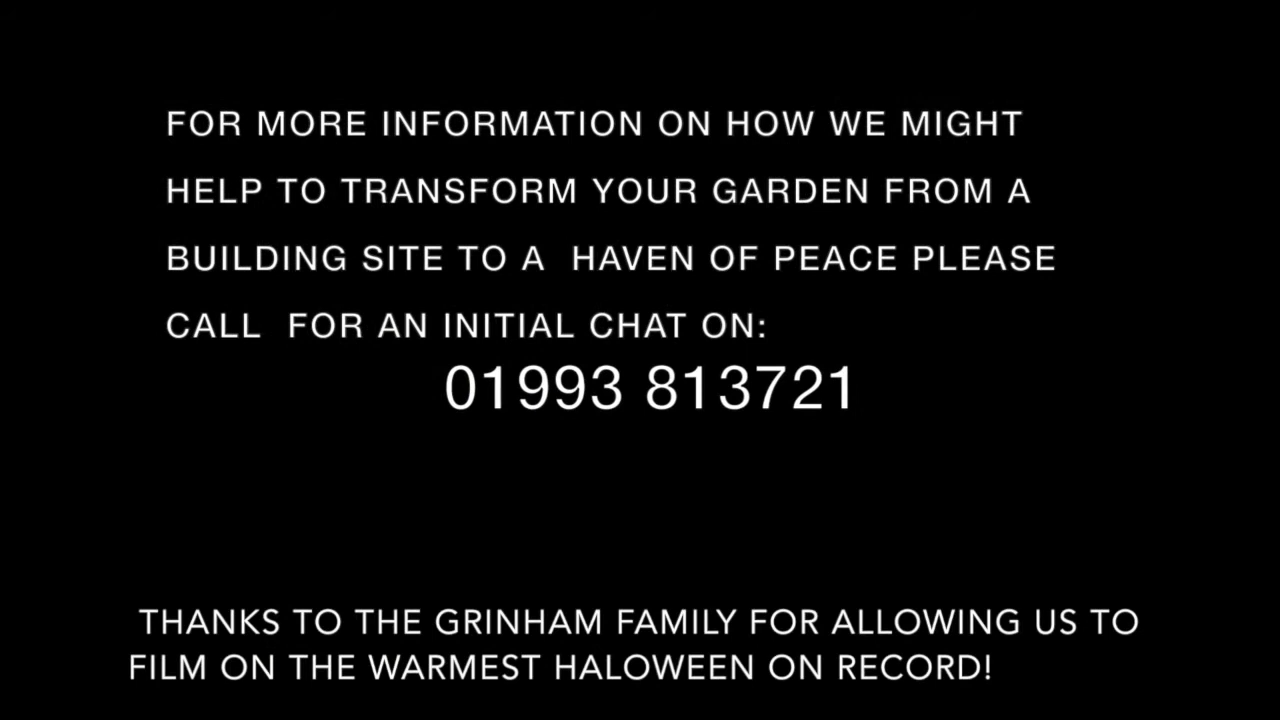 FOR MORE INFORMATION ON HOW WE MIGHT
HELP TO TRANSFORM YOUR GARDEN FROM A
BUILDING SITE TO A  HAVEN OF PEACE PLEASE
CALL  FOR AN INITIAL CHAT ON:
01993 813721
THANKS TO THE GRINHAM FAMILY FOR ALLOWING US TO
FILM ON THE WARMEST HALOWEEN ON RECORD!